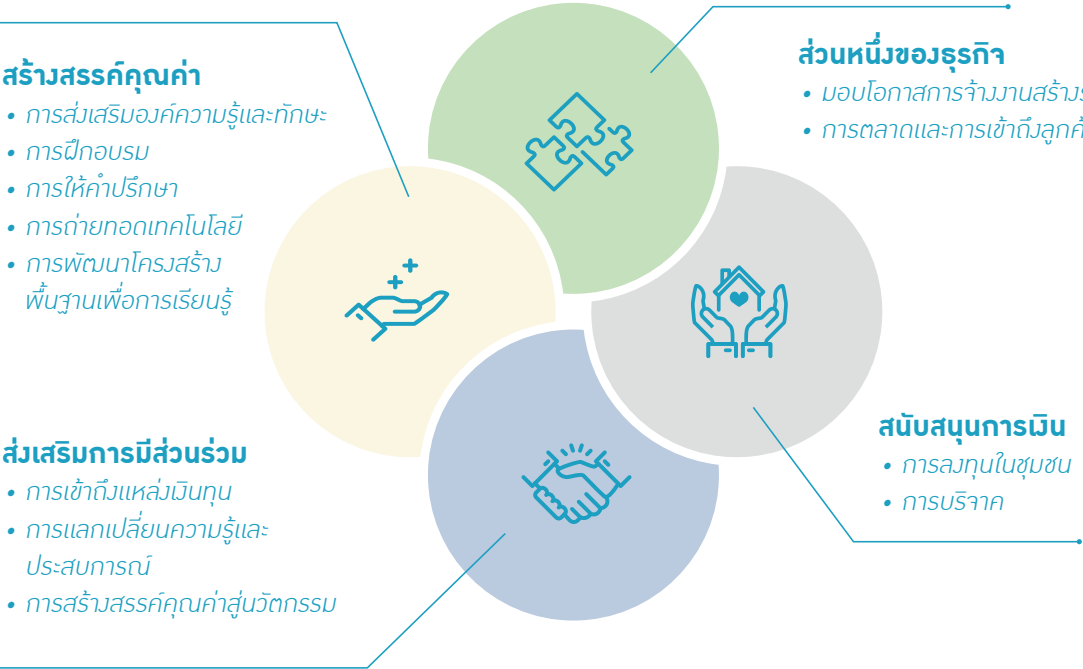 สร้างสรรค์คุณค่า
• การส่งเสริมองค์ความรู้และทักษะ
• การฝึกอบรม
• การให้คำปรึกษา
• การถ่ายทอดเทคโนโลยี
• การพัฒนาโครงสร้าง
พื้นฐานเพื่อการเรียนรู้
ส่วนหนึ่งของธุรกิจ
• มอบโอกาสการจ้างงานสร้าง
• การตลาดและการเข้าถึง
ส่งเสริมการมีส่วนร่วม
• การเข้าถึงแหล่งเงินทุน
• การแลกเปลี่ยนความรู้และ
ประสบการณ์
• การสร้างสรรค์คุณค่าสู่นวัตกรรม
สนับสนุนการเงิน
• การลงทุนในชุมชน
• การบริจาค